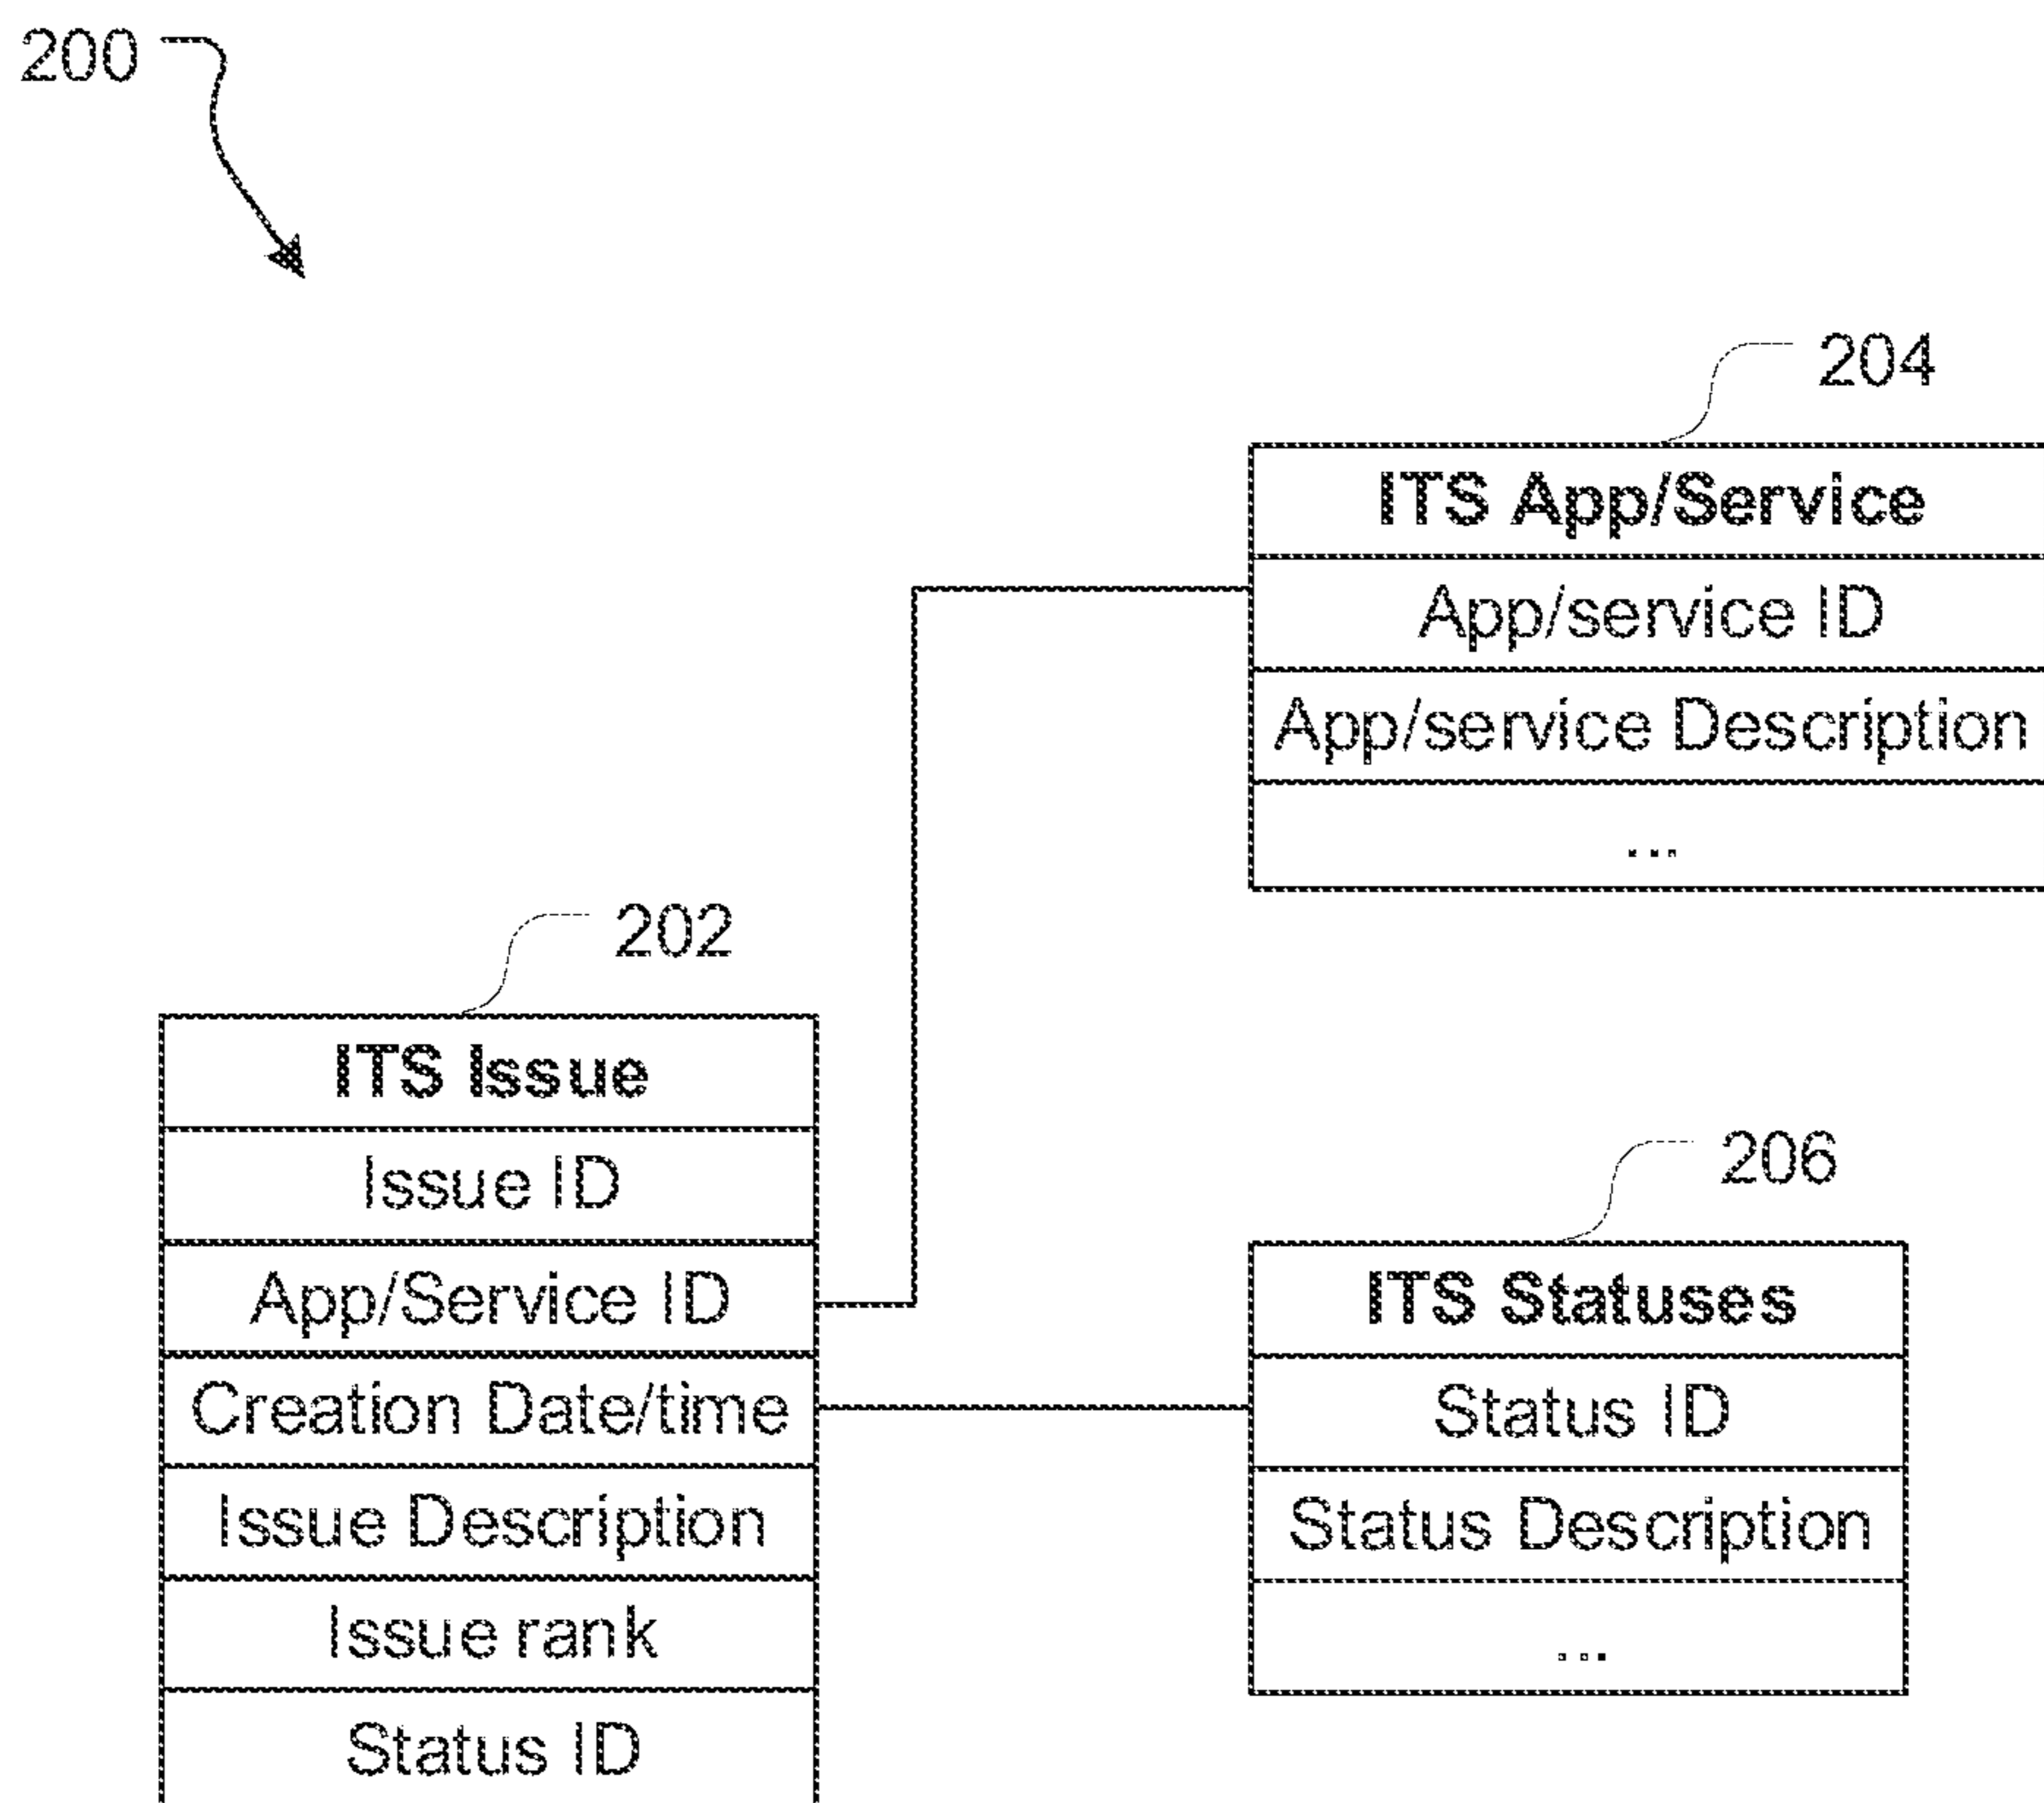 200
204
ITS App/Service
App/service ID
App/service Description
...
202
ITS Issue
Issue ID
App/Service ID
Creation Date/time
Issue Description
Issue rank
Status ID
206
ITS Statuses
Status ID
Status Description
...